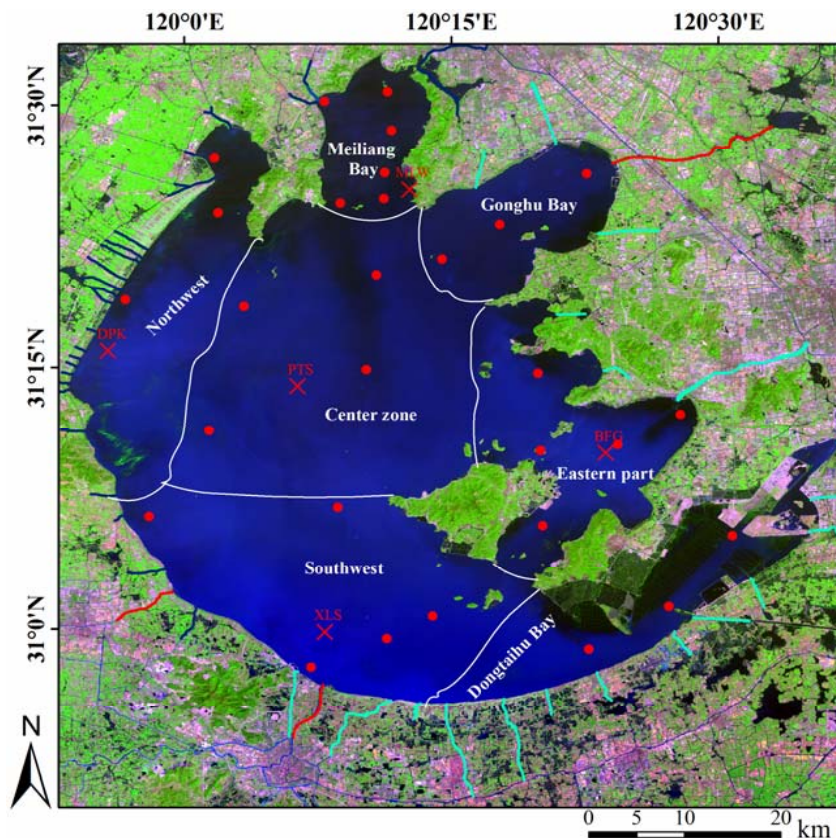 120°0'E 120°15'E 120°30'E
31°30'N
Meiliang
Bay
MLW
Gonghu Bay
Northwest
DPK
31°15'N
PTS
Center zone
BFG
Eastern part
Southwest
XLS
31°0'N
Dongtaihu Bay
N
0 5 10 20
km